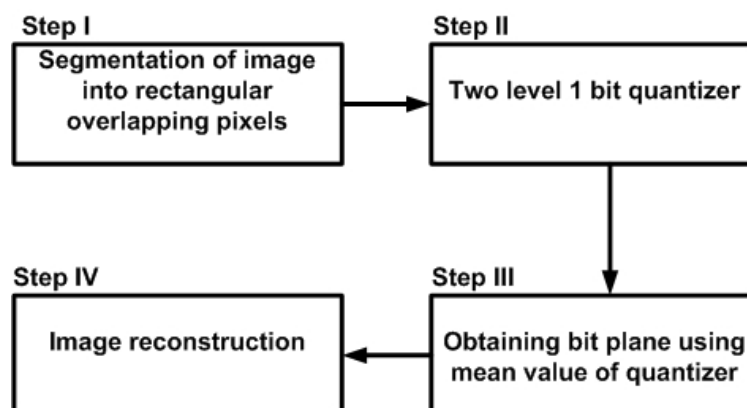 Step I
Segmentation of image
into rectangular
overlapping pixels
Step II
Two level 1 bit quantizer
Step III
Obtaining bit plane using
mean value of quantizer
Step IV
Image reconstruction